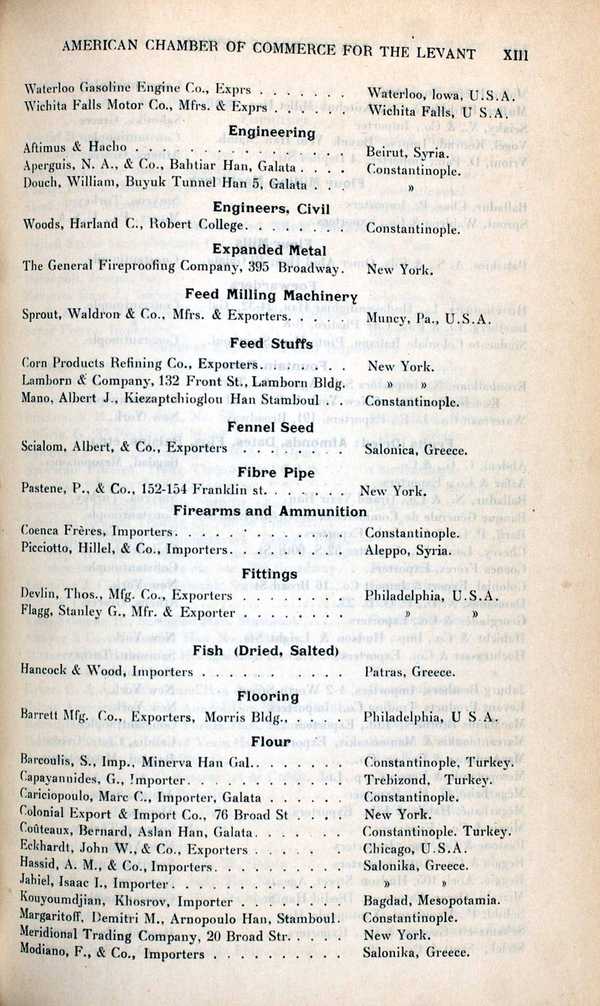 AMERICAN CHAMBER OF COMMERCE FOR THE LEVANT XIII
Waterloo Gasoline Engine Co., Exprs . . . . . . . Waterloo, Iowa, U.S.A.
Wichita Falls Motor Co., Mfrs. & Exprs . . . . . . Wichita Falls, U S A.
Engineering
Aftimus & Hacho . . . . . . . . . . . . . . . Beirut, Syria.
Aperguis, N. A., & Co., Bahtiar Han, Galata . . . . Constantinople.
Douch, William, Buyuk Tunnel Han 5, Galata . . »
Engineers, Civil
Woods, Harland C., Robert College. . . . . . . . Constantinople.
Expanded Metal
The General Fireproofing Company, 395 Broadway. New York.
Feed Milling Machinery
Sprout, Waldron & Co., Mfrs. & Exporters. . . . . Muncy, Pa., U.S.A.
Feed Stuffs
Corn Products Refining Co., Exporters. . . . . . . New York.
Lamborn & Company, 132 Front St., Lamborn Bldg. » »
Mano, Albert J., Kiezaptchioglou Han Stamboul . . Constantinople.
Fennel Seed
Scialom, Albert, & Co., Exporters . . . . . . . Salonica, Greece.
Fibre Pipe
Pastene, P., & Co., 152-154 Franklin st. . . . . . . New York.
Firearms and Ammunition
Coenca Frères, Importers. . . . . . . . . . . . Constantinople.
Picciotto, Hillel, & Co., Importers. . . . . . . . . Aleppo, Syria.
Fittings
Devlin, Thos., Mfg. Co., Exporters . . . . . . . . Philadelphia, U.S.A.
Flagg, Stanley G., Mfr. & Exporter . . . . . . . . » »
Fish (Dried, Salted)
Hancock & Wood, Importers . . . . . . . . . . Patras, Greece.
Flooring
Barrett Mfg. Co., Exporters, Morris Bldg., . . . . Philadelphia, U S A.
Flour
Barcoulis, S., Imp., Minerva Han Gal.. . . . . . . Constantinople, Turkey.
Capayannides, G., Importer. . . . . . . . . . . . Trebizond, Turkey.
Cariciopoulo, Marc C., Importer, Galata . . . . . . Constantinople.
Colonial Export & Import Co., 76 Broad St . . . . New York.
Coûteaux, Bernard, Aslan Han, Galata. . . . . . . Constantinople. Turkey.
Eckhardt, John W., & Co., Exporters . . . . . . Chicago, U.S.A.
Hassid, A. M., & Co., Importers. . . . . . . . . . Salonika, Greece.
Jahiel, Isaac I., Importer. . . . . . . . . . . . . » »
Kouyoumdjian, Khosrov, Importer . . . . . . . Bagdad, Mesopotamia.
Margaritoff, Demitri M., Arnopoulo Han, Stamboul. Constantinople.
Meridional Trading Company, 20 Broad Str. . . . . New York.
Modiano, F., & Co., Importers . . . . . . . . . . Salonika, Greece.